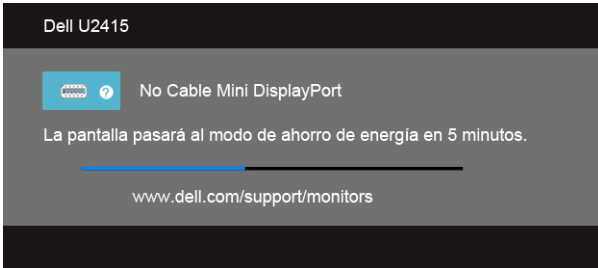 Dell U2415
No Cable Mini DisplayPort
La pantalla pasará al modo de ahorro de energía en 5 minutos.
www.dell.com/support/monitors